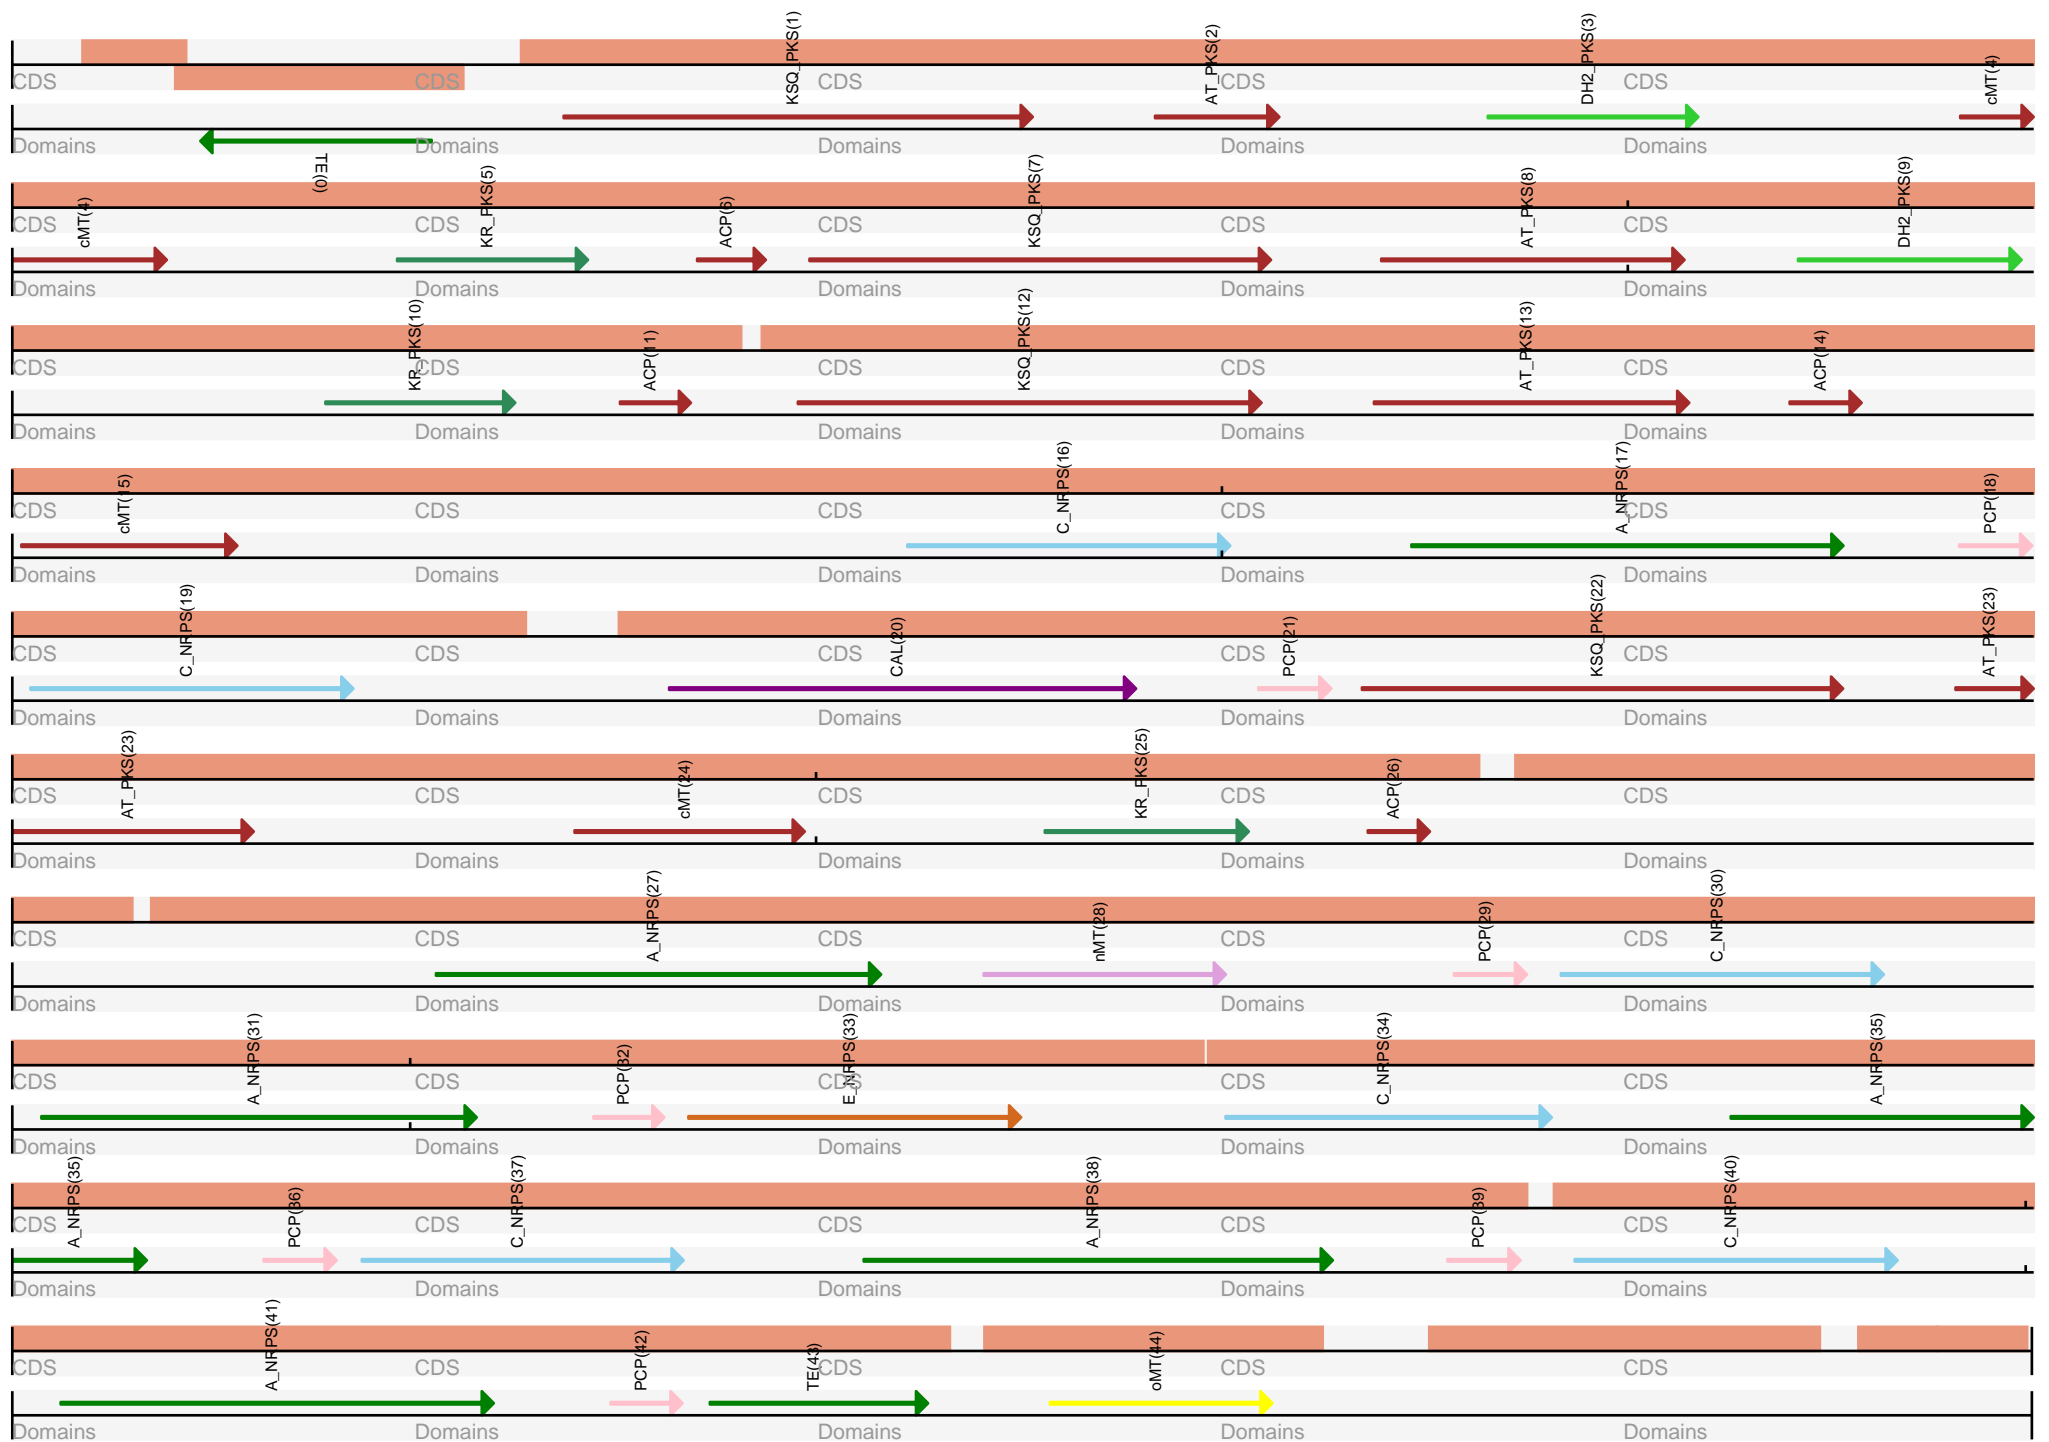 KSQ_PKS(1) AT_PKS(2) DH2_PKS(3) cMT(4)
CDS CDS CDS CDS CDS
Domains Domains Domains Domains Domains
TE(0)
cMT(4) KR_PKS(5) ACP(6) KSQ_PKS(7) AT_PKS(8) DH2_PKS(9)
CDS CDS CDS CDS CDS
Domains Domains Domains Domains Domains
KR_PKS(10) ACP(11) KSQ_PKS(12) AT_PKS(13) ACP(14)
CDS CDS CDS CDS CDS
Domains Domains Domains Domains Domains
cMT(15) C_NRPS(16) A_NRPS(17) PCP(18)
CDS CDS CDS CDS CDS
Domains Domains Domains Domains Domains
C_NRPS(19) CAL(20) PCP(21) KSQ_PKS(22) AT_PKS(23)
CDS CDS CDS CDS CDS
Domains Domains Domains Domains Domains
AT_PKS(23) cMT(24) KR_PKS(25) ACP(26)
CDS CDS CDS CDS CDS
Domains Domains Domains Domains Domains
A_NRPS(27) nMT(28) PCP(29) C_NRPS(30)
CDS CDS CDS CDS CDS
Domains Domains Domains Domains Domains
A_NRPS(31) PCP(32) E_NRPS(33) C_NRPS(34) A_NRPS(35)
CDS CDS CDS CDS CDS
Domains Domains Domains Domains Domains
A_NRPS(35) PCP(36) C_NRPS(37) A_NRPS(38) PCP(39) C_NRPS(40)
CDS CDS CDS CDS CDS
Domains Domains Domains Domains Domains
A_NRPS(41) PCP(42) TE(43) oMT(44)
CDS CDS CDS CDS CDS
Domains Domains Domains Domains Domains